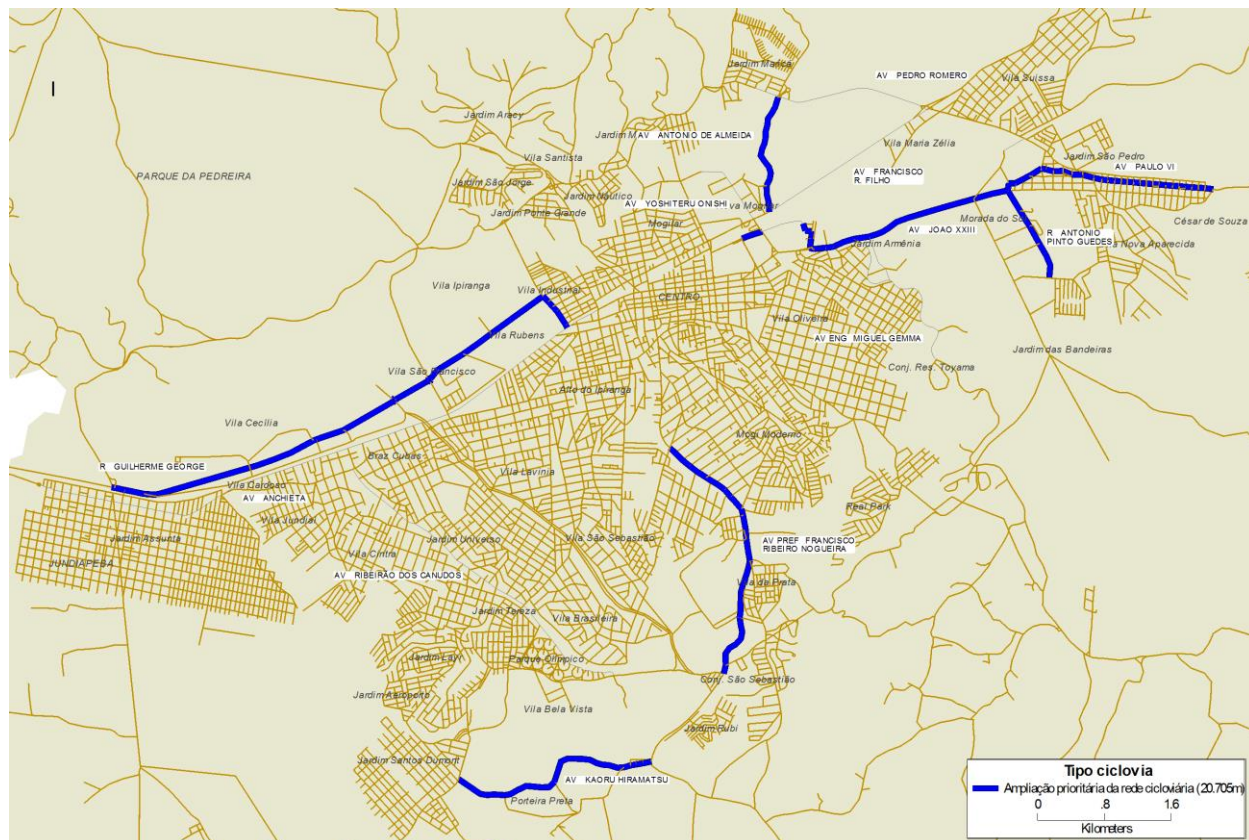 Jardim Marica
AV PEDRO ROMERO
Vila Suissa
Jardim Aracy
Jardim M
AV ANTONIO DE ALMEIDA
Vila Maria Zélia
Vila Santista
Jardim São Pedro
PARQUE DA PEDREIRA
AV FRANCISCO
R. FILHO
AV PAULO VI
Jardim São Jorge
Jardim Náutico
AV YOSHITERU ONISHI
va Mogilar
Jardim Ponte Grande
Mogilar
Morada do Sol
César de Souza
AV JOAO XXIII
R ANTONIO
PINTO GUEDES
Jardim Armênia
a Nova Aparecida
Vila Ipiranga
Vila Industrial
CENTRO
Vila Oliveira
Vila Rubens
AV ENG MIGUEL GEMMA
Jardim das Bandeiras
Vila São Francisco
Conj. Res. Toyama
Alto do Ipiranga
Vila Cecília
Mogi Moderno
Braz Cubas
R GUILHERME GEORGE
Vila Lavinia
Vila Cardoso
AV ANCHIETA
Real Park
Vila Jundiaí
Jardim Assunta
Jardim Universo
Vila São Sebastião
AV PREF FRANCISCO
RIBEIRO NOGUEIRA
Vila Cintra
JUNDIAPEBA
AV RIBEIRÃO DOS CANUDOS
Vila da Prata
Jardim Tereza
Vila Brasileira
Jardim Layr
Parque Olímpico
Conj. São Sebastião
Jardim Aeroporto
Vila Bela Vista
Jardim Rubi
Jardim Santos Dumont
AV KAORU HIRAMATSU
Porteira Preta
Tipo ciclovia
Ampliação prioritária da rede cicloviária (20.705m)
0 .8 1.6
Kilometers